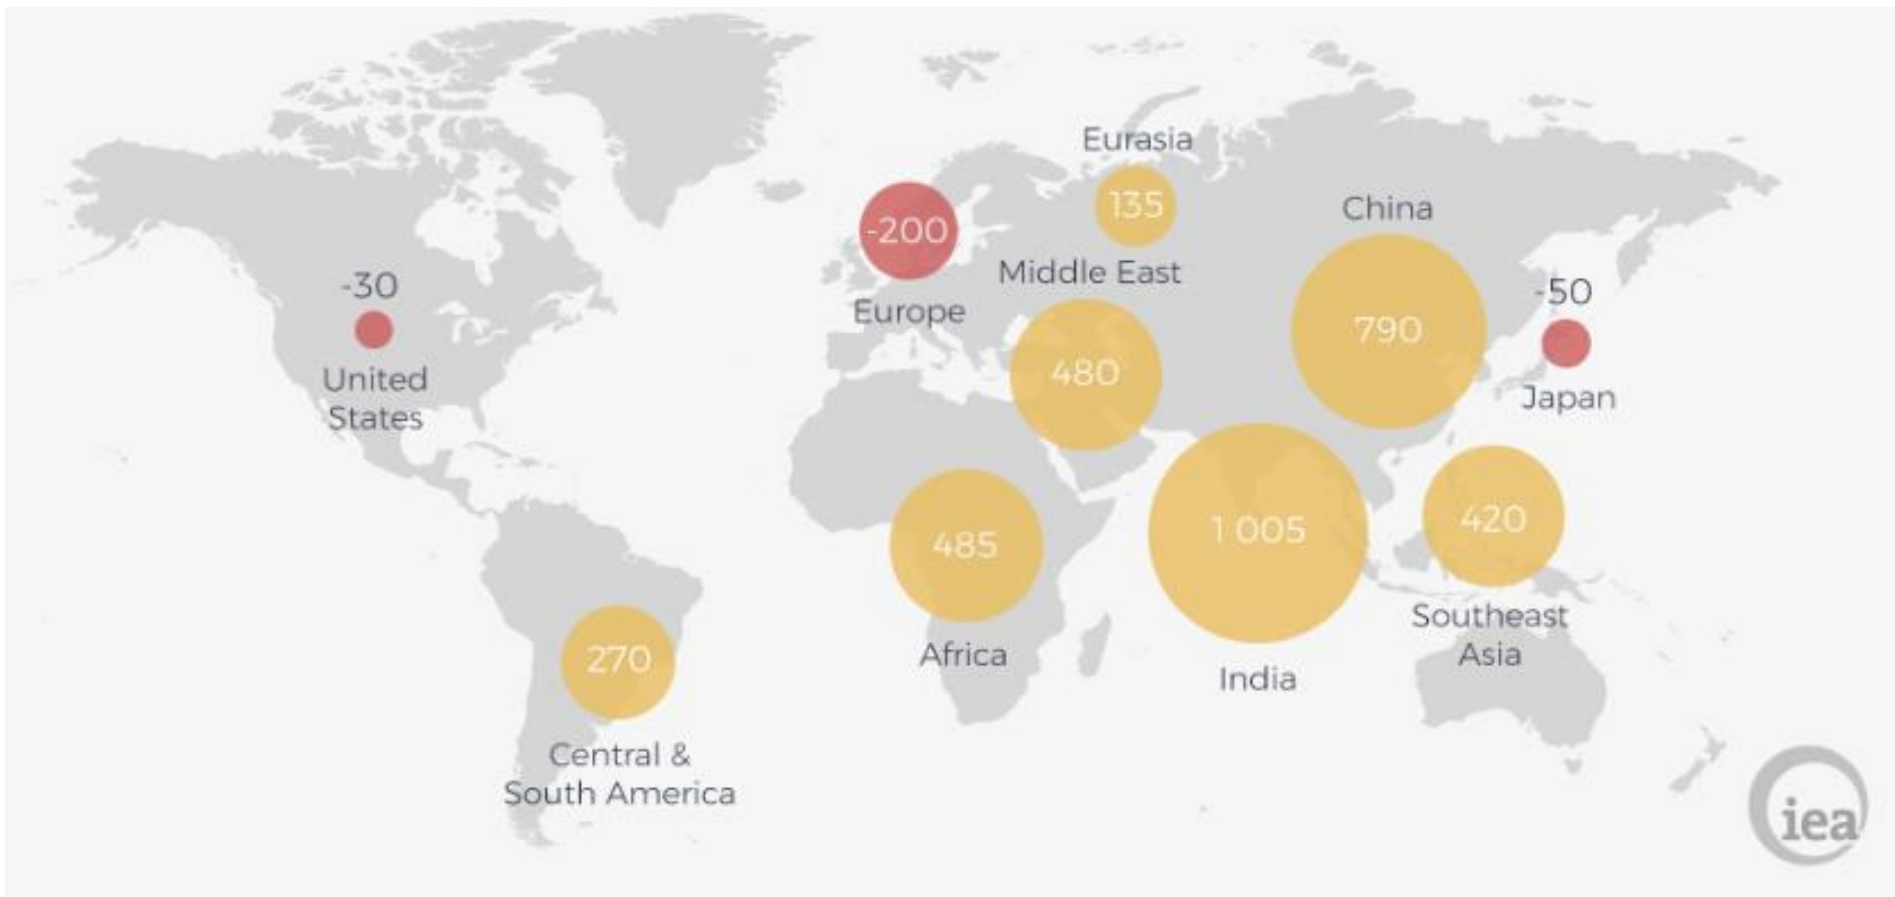 Eurasia
135
China
-200
Middle East
-30
Europe
790
-50
480
United
States
Japan
1 005
420
485
Southeast
Asia
Africa
India
270
Central &
South America
iea